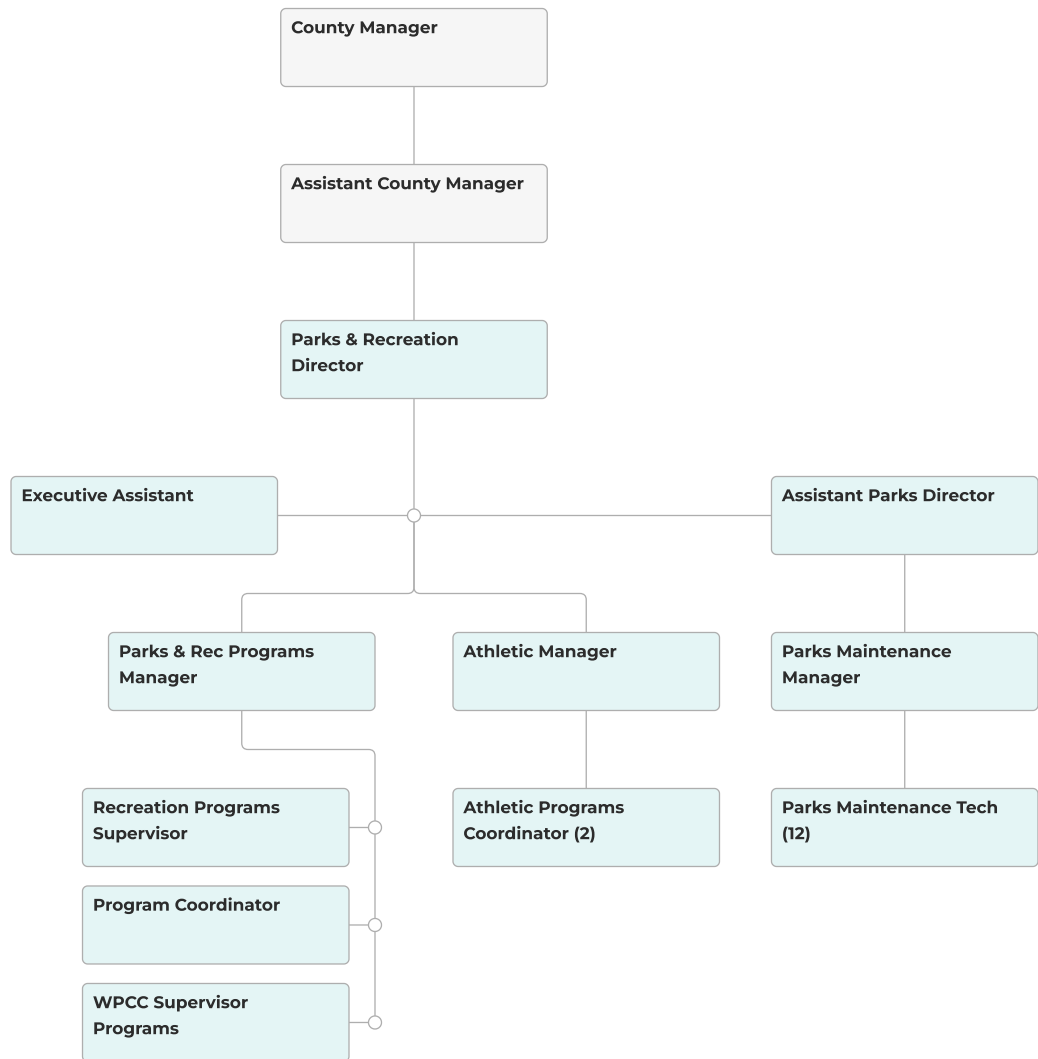 County Manager
Assistant County Manager
Parks & Recreation
Director
Executive Assistant
Assistant Parks Director
Parks & Rec Programs
Manager
Athletic Manager
Parks Maintenance
Manager
Recreation Programs
Supervisor
Athletic Programs
Coordinator (2)
Parks Maintenance Tech
(12)
Program Coordinator
WPCC Supervisor
Programs